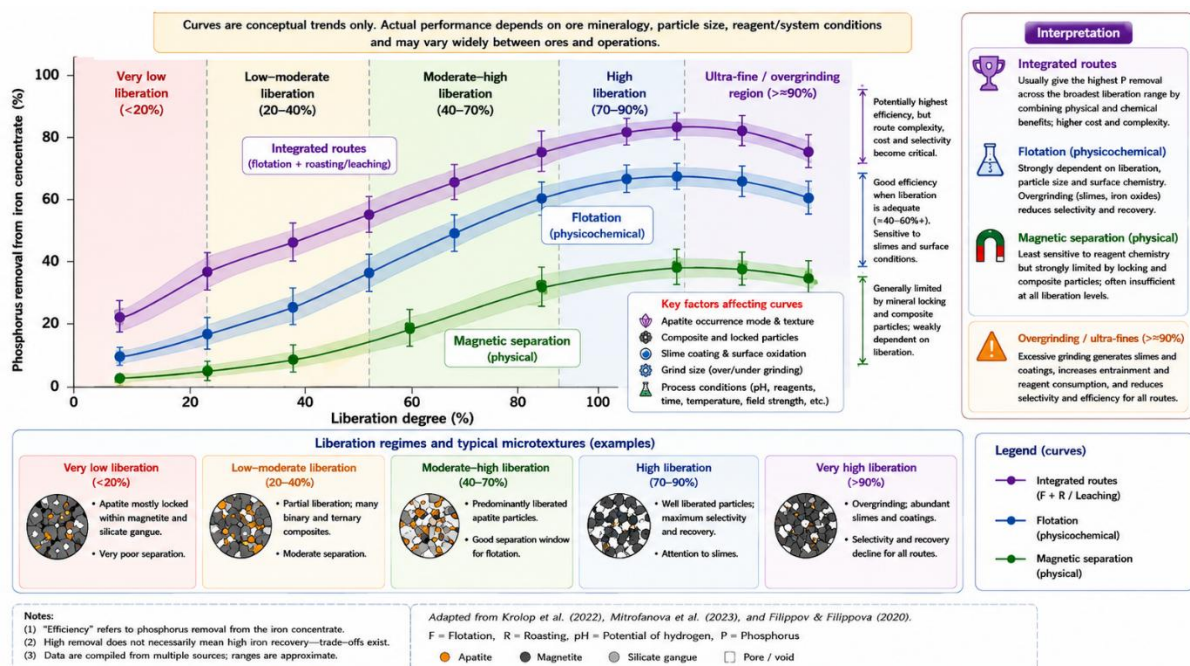 Curves are conceptual trends only. Actual performance depends on ore mineralogy, particle size, reagent/system conditions
and may vary widely between ores and operations.
Phosphorus removal from iron concentrate (%)
100
80
60
40
20
0
Very low
liberation
(<20%)
Low–moderate
liberation
(20–40%)
Moderate–high
liberation
(40–70%)
High
liberation
(70–90%)
Ultra-fine / overgrinding
region (>≈90%)
Integrated routes
(flotation + roasting/leaching)
Flotation
(physicochemical)
Magnetic separation
(physical)
Potentially highest
efficiency, but
route complexity,
cost and selectivity
become critical.
Good efficiency
when liberation
is adequate
(≈40–60%+).
Sensitive to
slimes and surface
conditions.
Generally limited
by mineral locking
and composite
particles; weakly
dependent on
liberation.
Key factors affecting curves
Apatite occurrence mode & texture
Composite and locked particles
Slime coating & surface oxidation
Grind size (over/under grinding)
Process conditions (pH, reagents,
time, temperature, field strength, etc.)
0
20
40
60
80
100
Liberation degree (%)
Interpretation
Integrated routes
Usually give the highest P removal
across the broadest liberation range by
combining physical and chemical
benefits; higher cost and complexity.
Flotation (physicochemical)
Strongly dependent on liberation,
particle size and surface chemistry.
Overgrinding (slimes, iron oxides)
reduces selectivity and recovery.
Magnetic separation (physical)
Least sensitive to reagent chemistry
but strongly limited by locking and
composite particles; often insufficient
at all liberation levels.
Overgrinding / ultra-fines (>≈90%)
Excessive grinding generates slimes and
coatings, increases entrainment and
reagent consumption, and reduces
selectivity and efficiency for all routes.
Liberation regimes and typical microtextures (examples)
Very low liberation
(<20%)
• Apatite mostly locked
within magnetite and
silicate gangue.
• Very poor separation.
Low–moderate liberation
(20–40%)
• Partial liberation; many
binary and ternary
composites.
• Moderate separation.
Moderate–high liberation
(40–70%)
• Predominantly liberated
apatite particles.
• Good separation window
for flotation.
High liberation
(70–90%)
• Well liberated particles;
maximum selectivity
and recovery.
• Attention to slimes.
Very high liberation
(>90%)
• Overgrinding; abundant
slimes and coatings.
• Selectivity and recovery
decline for all routes.
Legend (curves)
Integrated routes
(F + R / Leaching)
Flotation
(physicochemical)
Magnetic separation
(physical)
Notes:
(1) "Efficiency" refers to phosphorus removal from the iron concentrate.
(2) High removal does not necessarily mean high iron recovery—trade-offs exist.
(3) Data are compiled from multiple sources; ranges are approximate.
Adapted from Krolop et al. (2022), Mitrofanova et al. (2023), and Filippov & Filippova (2020).
F = Flotation, R = Roasting, pH = Potential of hydrogen, P = Phosphorus
Apatite
Magnetite
Silicate gangue
Pore / void